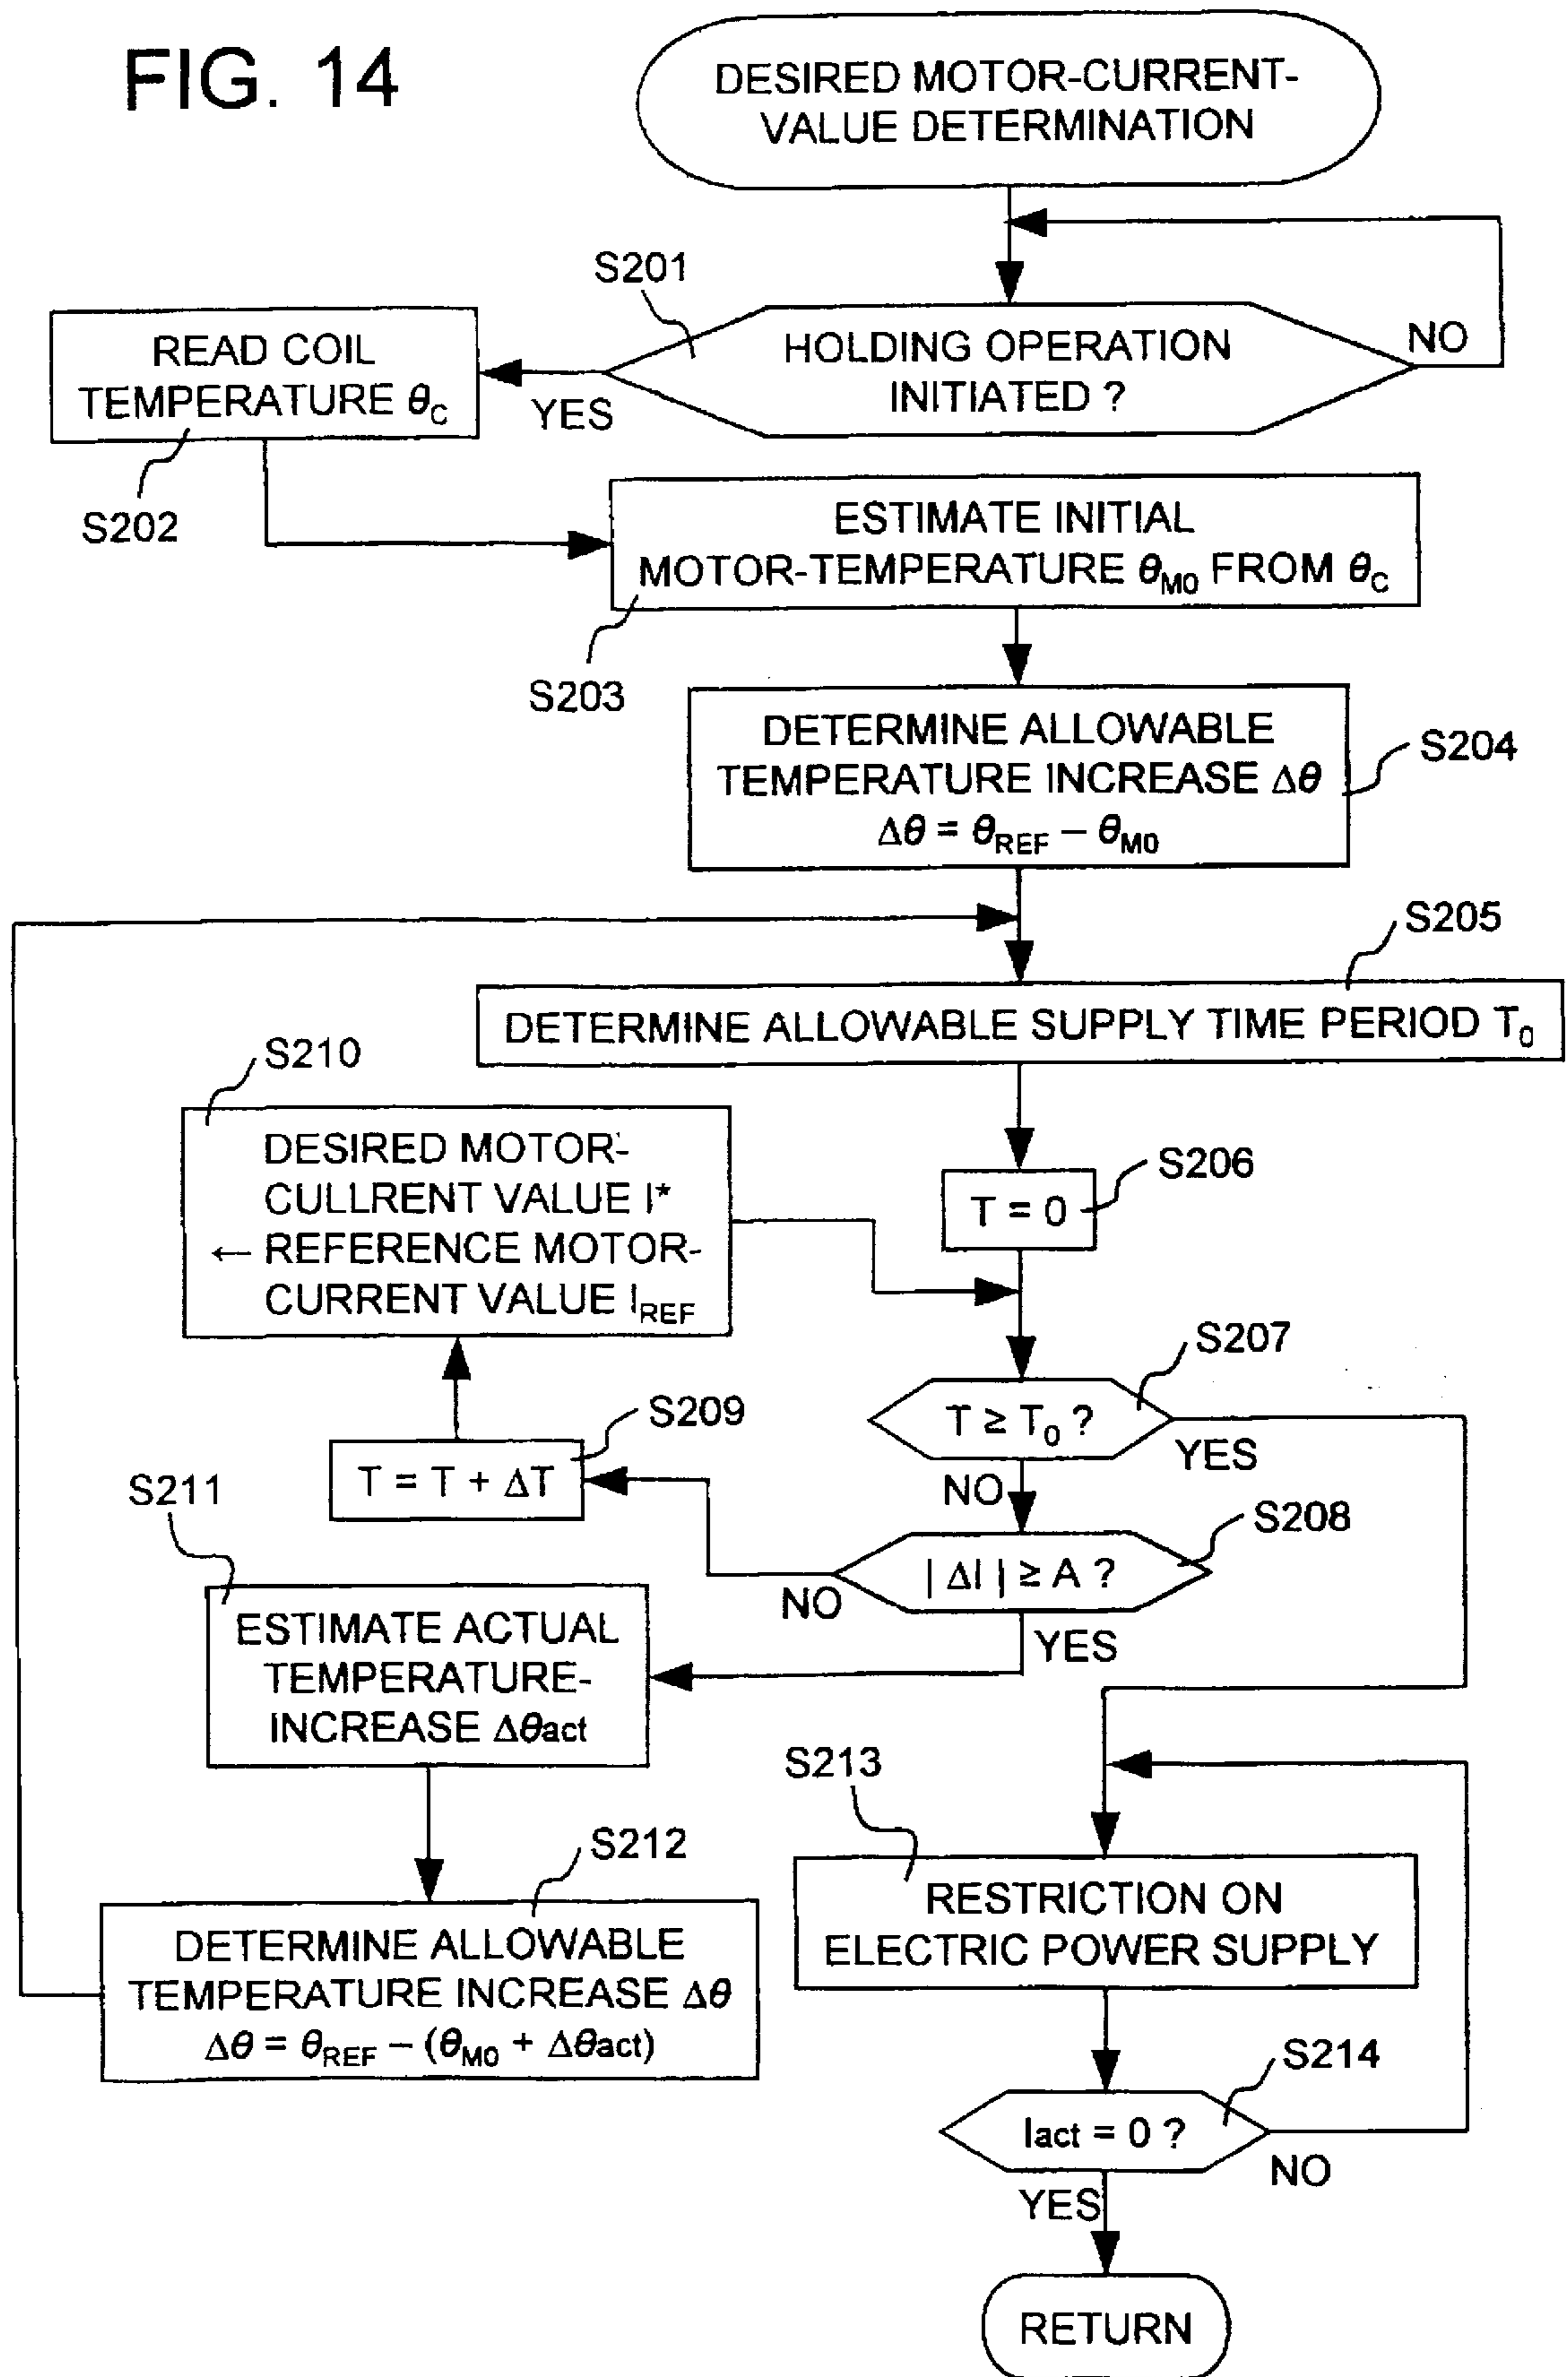 FIG. 14
DESIRED MOTOR-CURRENT-
VALUE DETERMINATION
S201
HOLDING OPERATION
INITIATED ?
NO
YES
READ COIL
TEMPERATURE θC
S202
ESTIMATE INITIAL
MOTOR-TEMPERATURE θM0 FROM θC
S203
DETERMINE ALLOWABLE
TEMPERATURE INCREASE Δθ
Δθ = θREF − θM0
S204
S205
DETERMINE ALLOWABLE SUPPLY TIME PERIOD T0
S210
DESIRED MOTOR-
CULLRENT VALUE I*
← REFERENCE MOTOR-
CURRENT VALUE IREF
S206
T = 0
S207
T ≥ T0 ?
YES
NO
S209
T = T + ΔT
S208
| ΔI | ≥ A ?
NO
YES
S211
ESTIMATE ACTUAL
TEMPERATURE-
INCREASE Δθact
S212
DETERMINE ALLOWABLE
TEMPERATURE INCREASE Δθ
Δθ = θREF − (θM0 + Δθact)
S213
RESTRICTION ON
ELECTRIC POWER SUPPLY
S214
Iact = 0 ?
NO
YES
RETURN